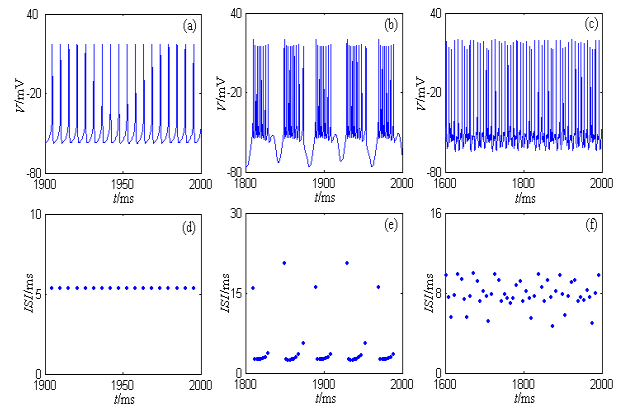 40 (a) 40 (b) 40 (c)
V/mV V/mV V/mV
-20 -20 -20
-80 -80 -80
1900 1950 2000 1800 1900 2000 1600 1800 2000
t/ms t/ms t/ms
10 (d) 30 (e) 16 (f)
ISI/ms ISI/ms ISI/ms
5 15 8
0 0 0
1900 1950 2000 1800 1900 2000 1600 1800 2000
t/ms t/ms t/ms